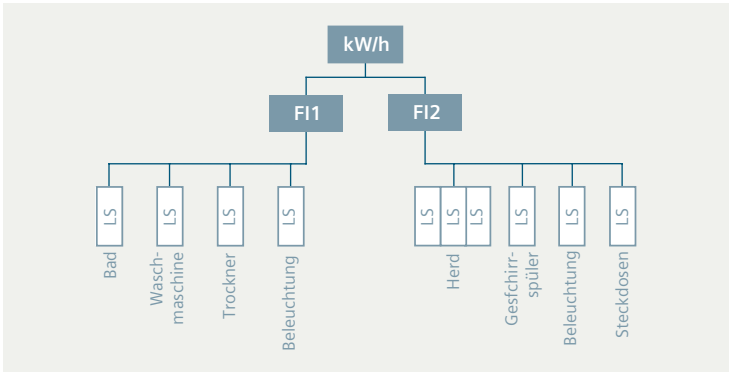 kW/h
FI1
FI2
LS
LS
LS
LS
LS
LS
LS
LS
LS
LS
Bad
Wasch-
maschine
Trockner
Beleuchtung
Herd
Gesfchirr-
spüler
Beleuchtung
Steckdosen